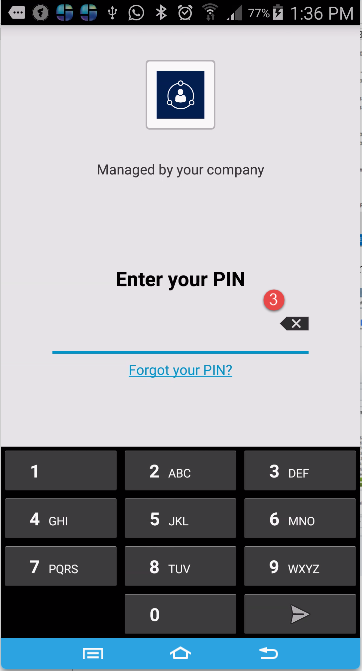 77% 1:36 PM
Managed by your company
Enter your PIN
3
Forgot your PIN?
1 2 ABC 3 DEF
4 GHI 5 JKL 6 MNO
7 PQRS 8 TUV 9 WXYZ
0